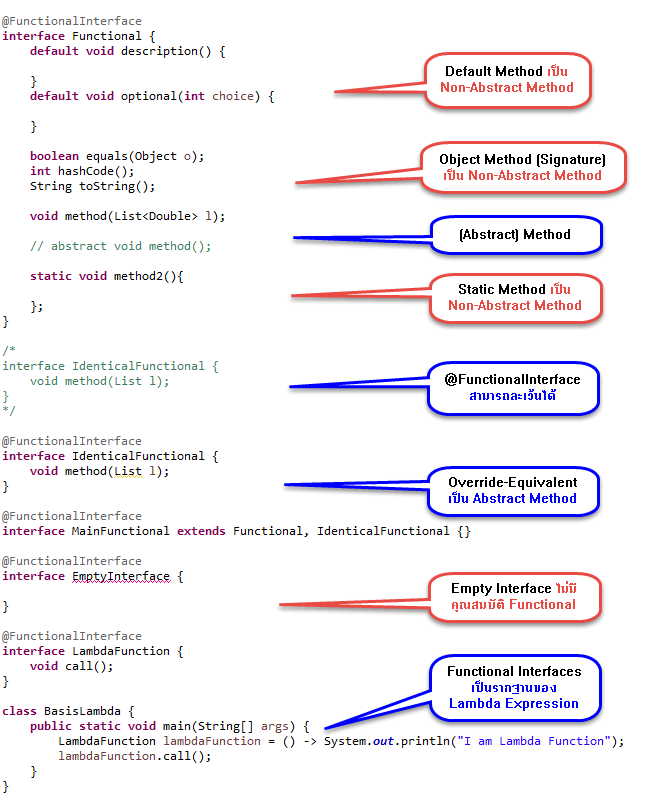 @FunctionalInterface
interface Functional {
    default void description() {
    }
    default void optional(int choice) {
    }
    boolean equals(Object o);
    int hashCode();
    String toString();
    void method(List<Double> l);
    // abstract void method();
    static void method2(){
    };
}
/*
interface IdenticalFunctional {
    void method(List l);
}
*/
@FunctionalInterface
interface IdenticalFunctional {
    void method(List l);
}
@FunctionalInterface
interface MainFunctional extends Functional, IdenticalFunctional {}
@FunctionalInterface
interface EmptyInterface {
}
@FunctionalInterface
interface LambdaFunction {
    void call();
}
class BasisLambda {
    public static void main(String[] args) {
        LambdaFunction lambdaFunction = () -> System.out.println("I am Lambda Function");
        lambdaFunction.call();
    }
}
Default Method เป็น
Non-Abstract Method
Object Method (Signature)
เป็น Non-Abstract Method
(Abstract) Method
Static Method เป็น
Non-Abstract Method
@FunctionalInterface
สามารถละเว้นได้
Override-Equivalent
เป็น Abstract Method
Empty Interface ไม่มี
คุณสมบัติ Functional
Functional Interfaces
เป็นรากฐานของ
Lambda Expression